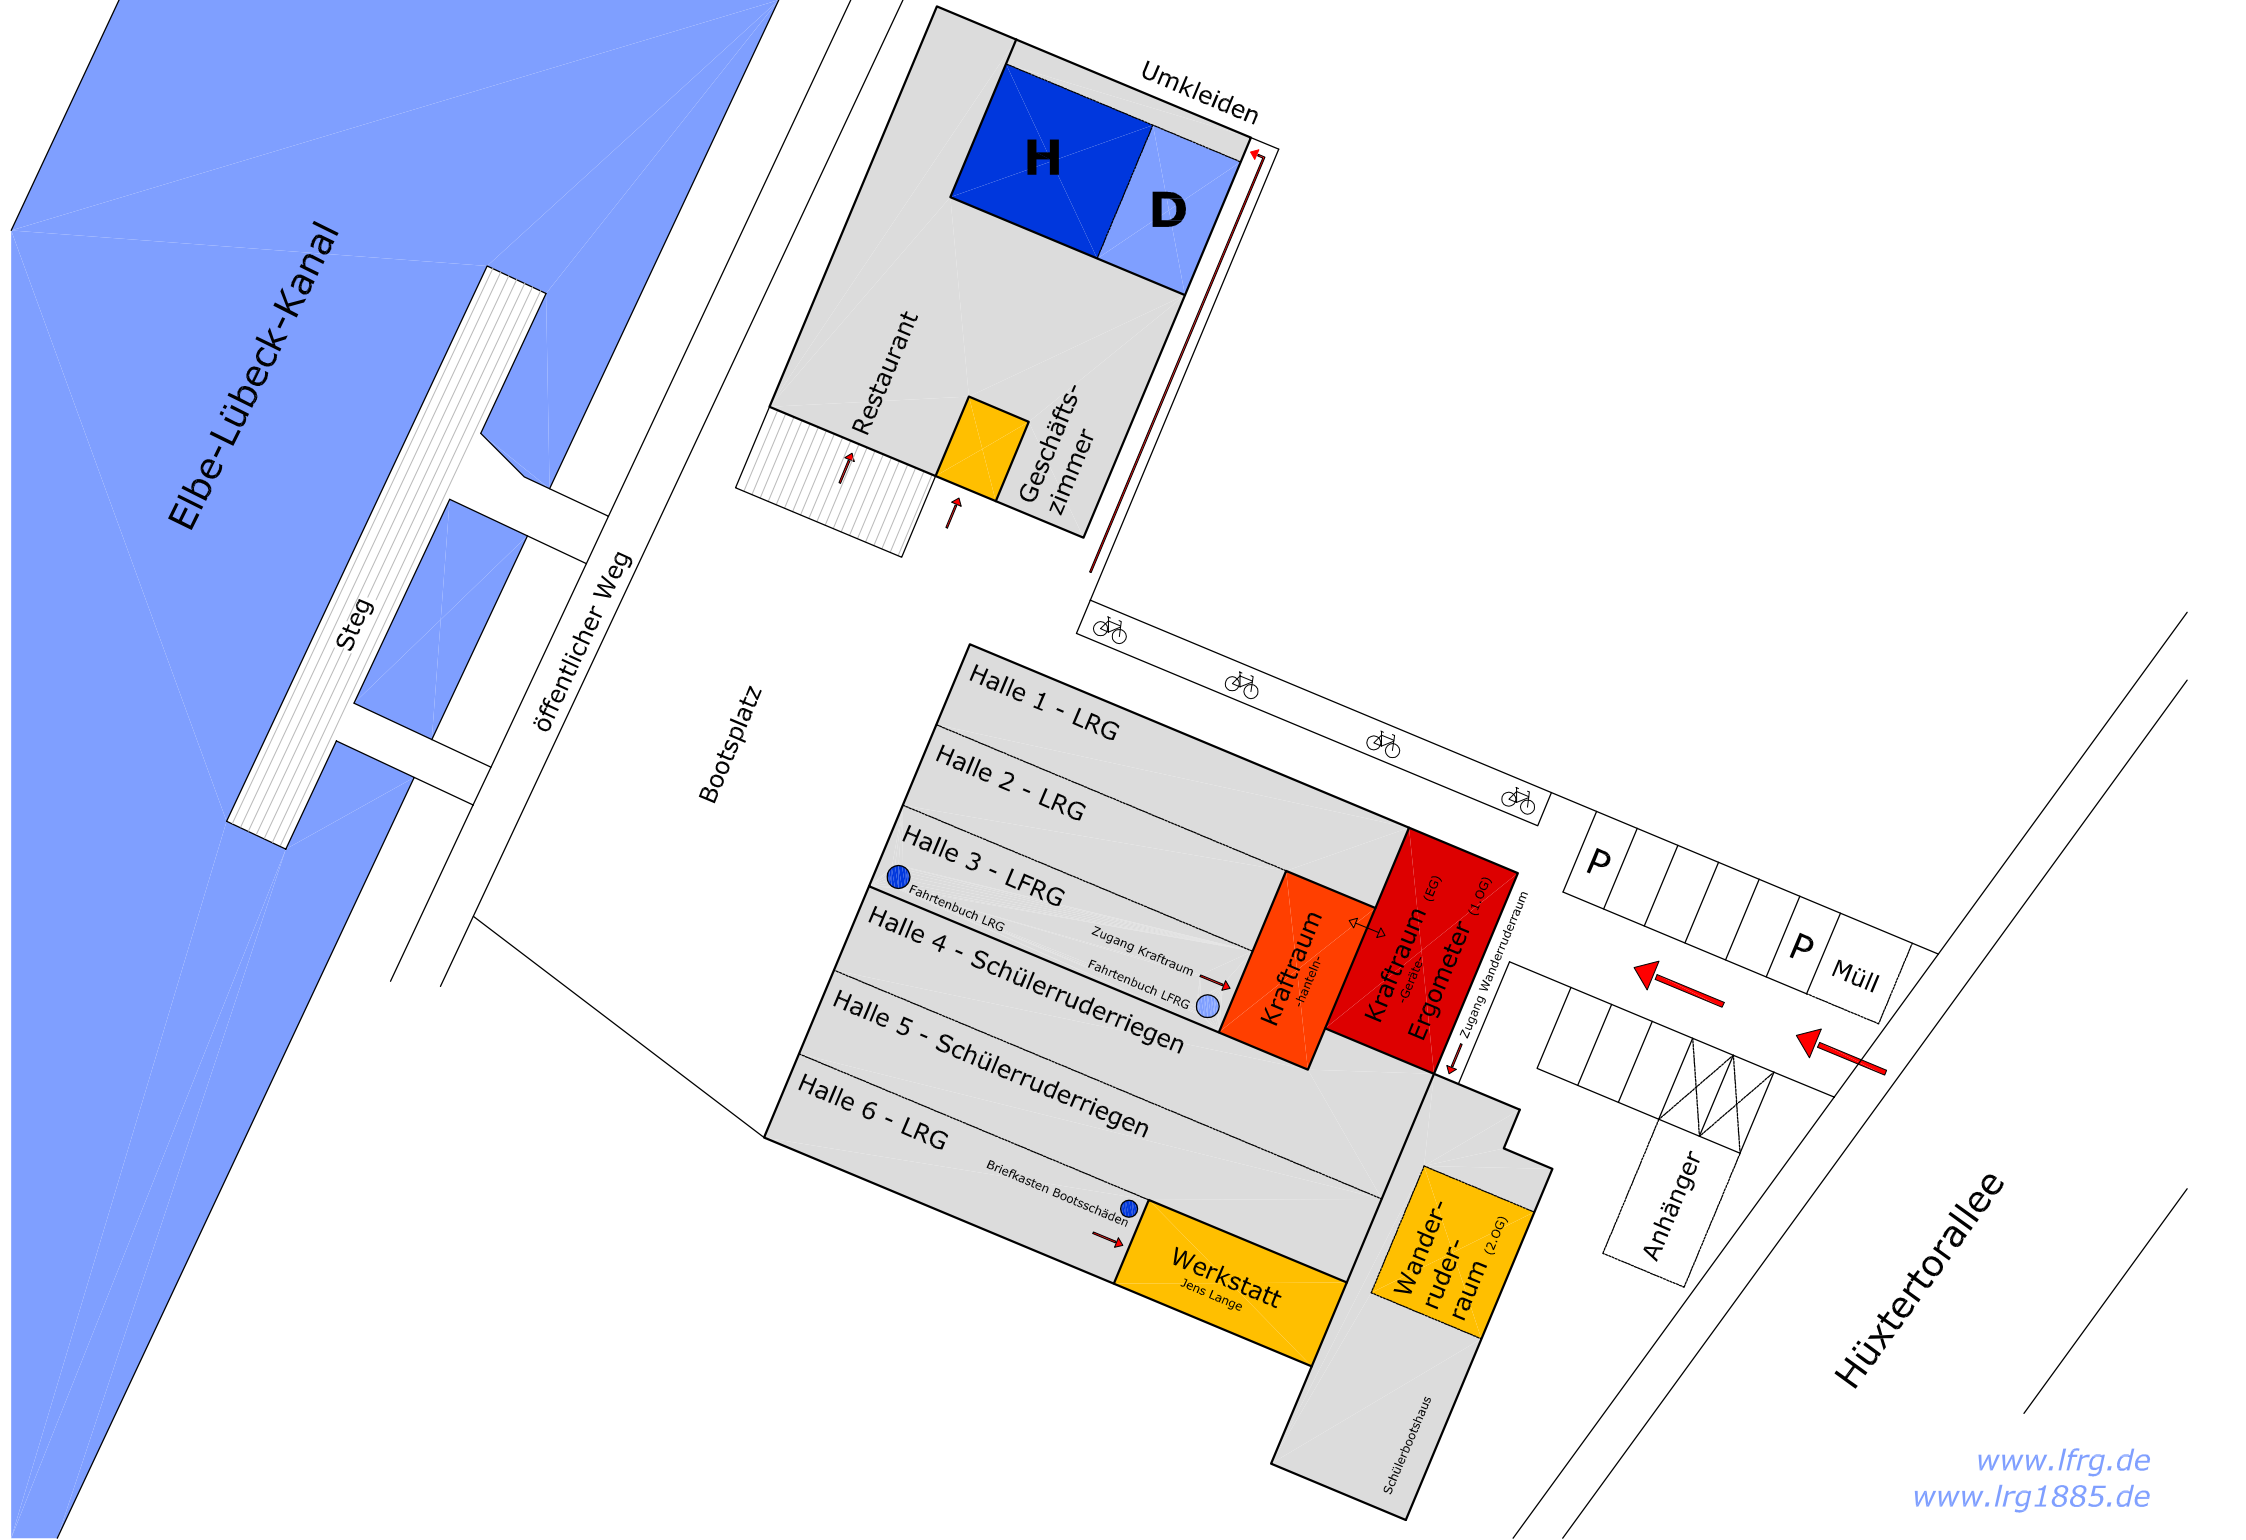 Umkleiden
H
D
Elbe-Lübeck-Kanal
Restaurant
Geschäfts-
zimmer
Steg
öffentlicher Weg
Bootsplatz
Halle 1 - LRG
Halle 2 - LRG
Halle 3 - LFRG
Fahrtenbuch LRG
Zugang Kraftraum
Fahrtenbuch LFRG
Kraftraum
-hanteln-
Kraftraum (EG)
-Geräte-
Ergometer (1.OG)
Zugang Wanderruderraum
P
P
Müll
Halle 4 - Schülerruderriegen
Halle 5 - Schülerruderriegen
Halle 6 - LRG
Briefkasten Bootsschäden
Werkstatt
Jens Lange
Wander-
ruder-
raum (2.OG)
Anhänger
Schülerbootshaus
Hüxtertorallee
www.lfrg.de
www.lrg1885.de